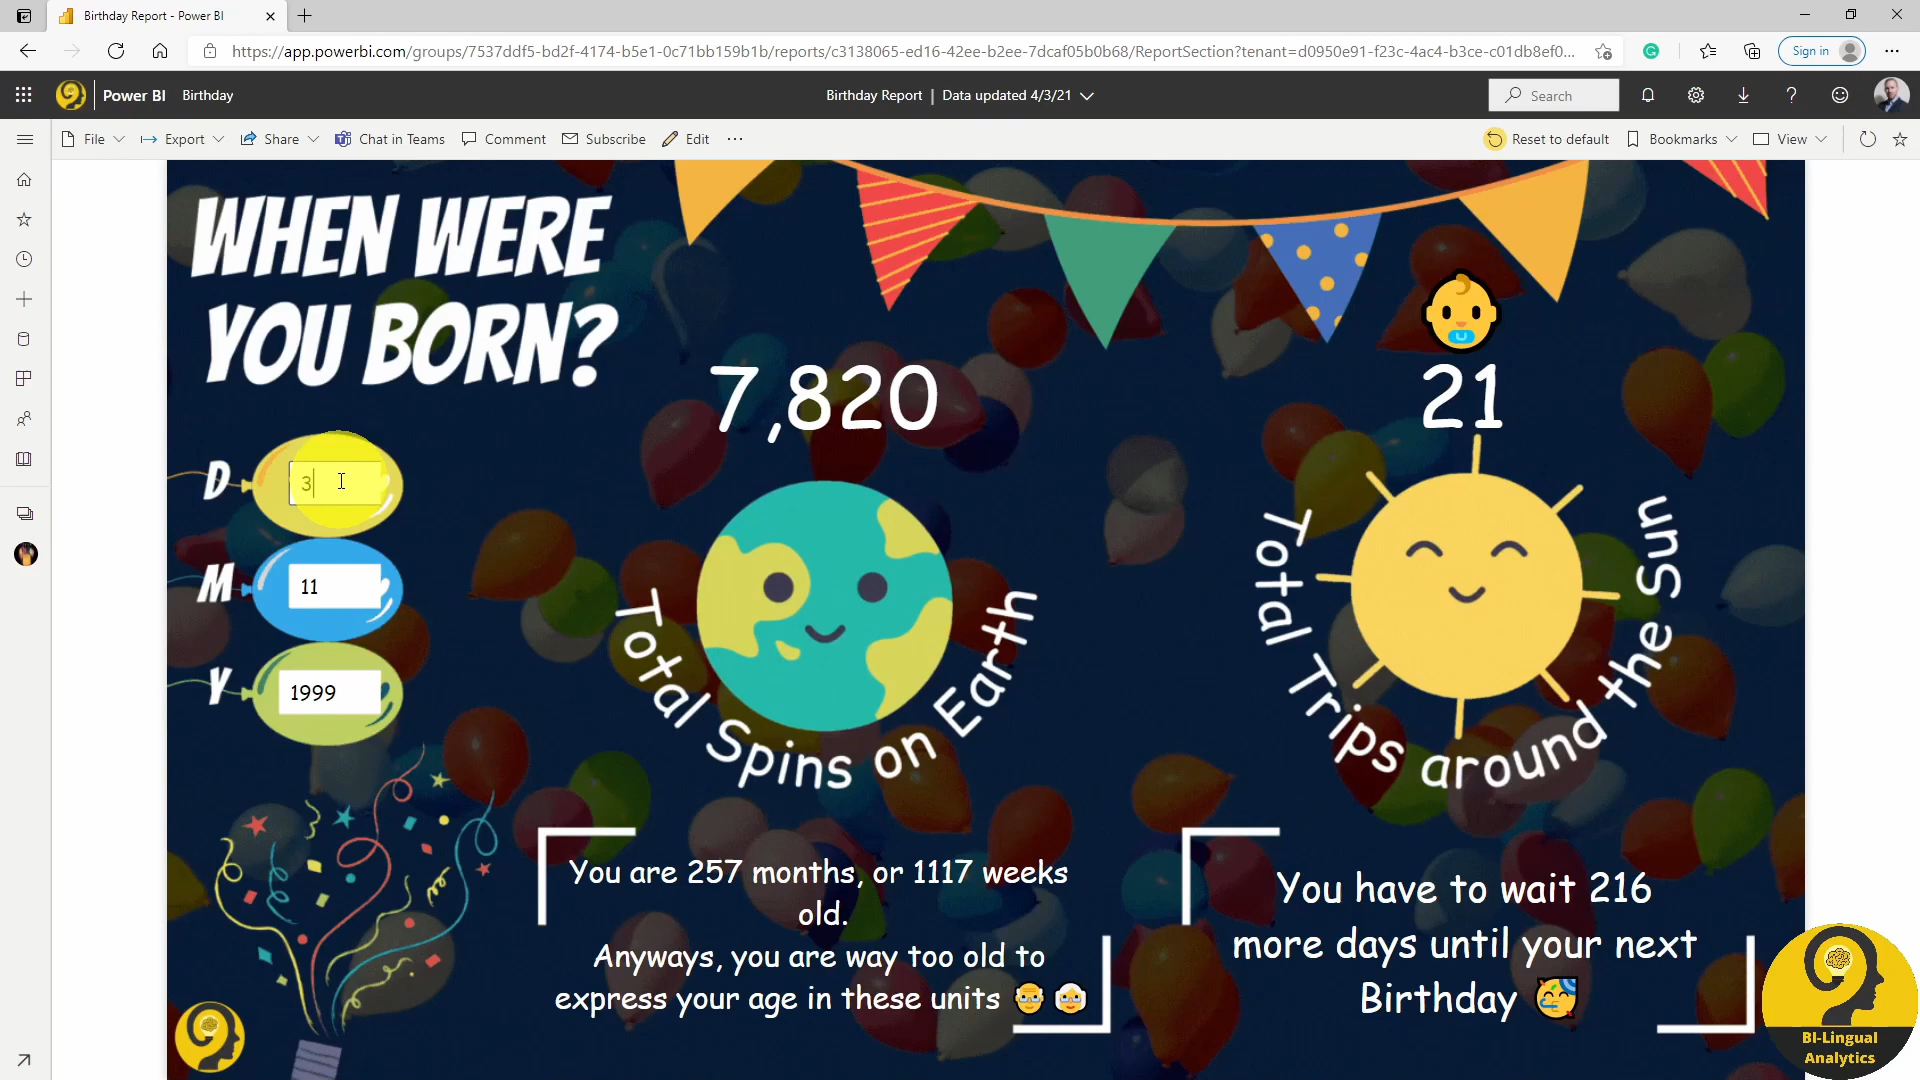 Birthday Report - Power BI
https://app.powerbi.com/groups/7537ddf5-bd2f-4174-b5e1-0c71bb159b1b/reports/c3138065-ed16-42ee-b2ee-7dcaf05b0b68/ReportSection?tenant=d0950e91-f23c-4ac4-b3ce-c01db8ef0...
Sign in
Power BI Birthday
Birthday Report | Data updated 4/3/21
Search
File
Export
Share
Chat in Teams
Comment
Subscribe
Edit
Reset to default
Bookmarks
View
WHEN WERE
YOU BORN?
D 3
M 11
Y 1999
7,820
Total Spins on Earth
21
Total Trips around the Sun
You are 257 months, or 1117 weeks
old.
Anyways, you are way too old to
express your age in these units
You have to wait 216
more days until your next
Birthday
BI-Lingual
Analytics